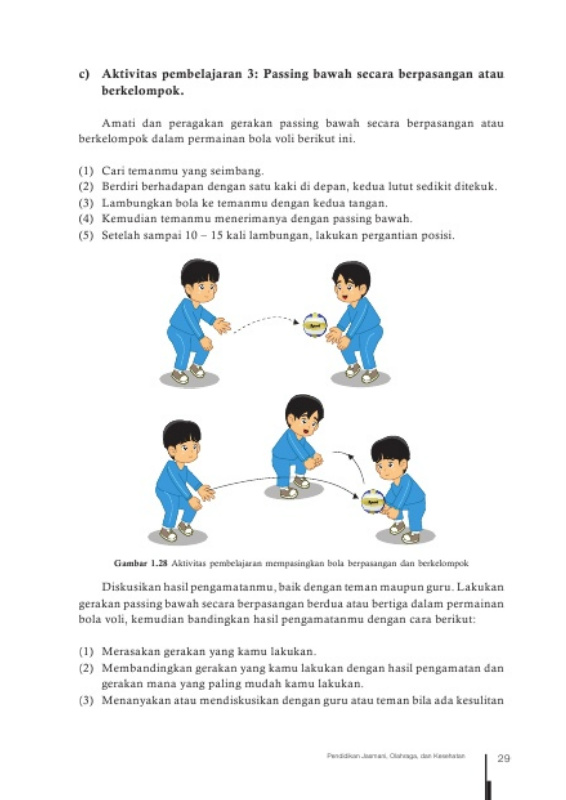 c) Aktivitas pembelajaran 3: Passing bawah secara berpasangan atau
berkelompok.
Amati dan peragakan gerakan passing bawah secara berpasangan atau
berkelompok dalam permainan bola voli berikut ini.
(1) Cari temanmu yang seimbang.
(2) Berdiri berhadapan dengan satu kaki di depan, kedua lutut sedikit ditekuk.
(3) Lambungkan bola ke temanmu dengan kedua tangan.
(4) Kemudian temanmu menerimanya dengan passing bawah.
(5) Setelah sampai 10 – 15 kali lambungan, lakukan pergantian posisi.
Gambar 1.28 Aktivitas pembelajaran mempasingkan bola berpasangan dan berkelompok
Diskusikan hasil pengamatanmu, baik dengan teman maupun guru. Lakukan
gerakan passing bawah secara berpasangan berdua atau bertiga dalam permainan
bola voli, kemudian bandingkan hasil pengamatanmu dengan cara berikut:
(1) Merasakan gerakan yang kamu lakukan.
(2) Membandingkan gerakan yang kamu lakukan dengan hasil pengamatan dan
gerakan mana yang paling mudah kamu lakukan.
(3) Menanyakan atau mendiskusikan dengan guru atau teman bila ada kesulitan
Pendidikan Jasmani, Olahraga, dan Kesehatan
29